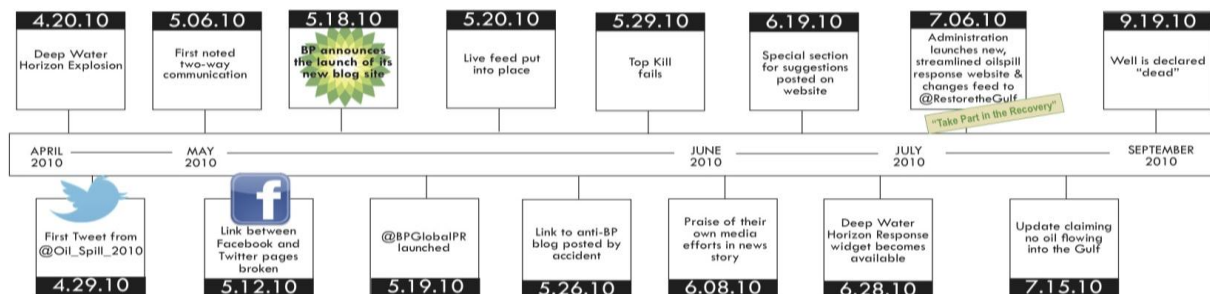 4.20.10
Deep Water
Horizon Explosion
5.06.10
First noted
two-way
communication
5.18.10
BP announces
the launch of its
new blog site
5.20.10
Live feed put
into place
5.29.10
Top Kill
fails
6.19.10
Special section
for suggestions
posted on
website
7.06.10
Administration
launches new,
streamlined oilspill
response website &
changes feed to
@RestoretheGulf
"Take Part in the Recovery"
9.19.10
Well is declared
"dead"
APRIL
2010
MAY
2010
JUNE
2010
JULY
2010
SEPTEMBER
2010
First Tweet from
@Oil_Spill_2010
4.29.10
f
Link between
Facebook and
Twitter pages
broken
5.12.10
@BPGlobalPR
launched
5.19.10
Link to anti-BP
blog posted by
accident
5.26.10
Praise of their
own media
efforts in news
story
6.08.10
Deep Water
Horizon Response
widget becomes
available
6.28.10
Update claiming
no oil flowing
into the Gulf
7.15.10